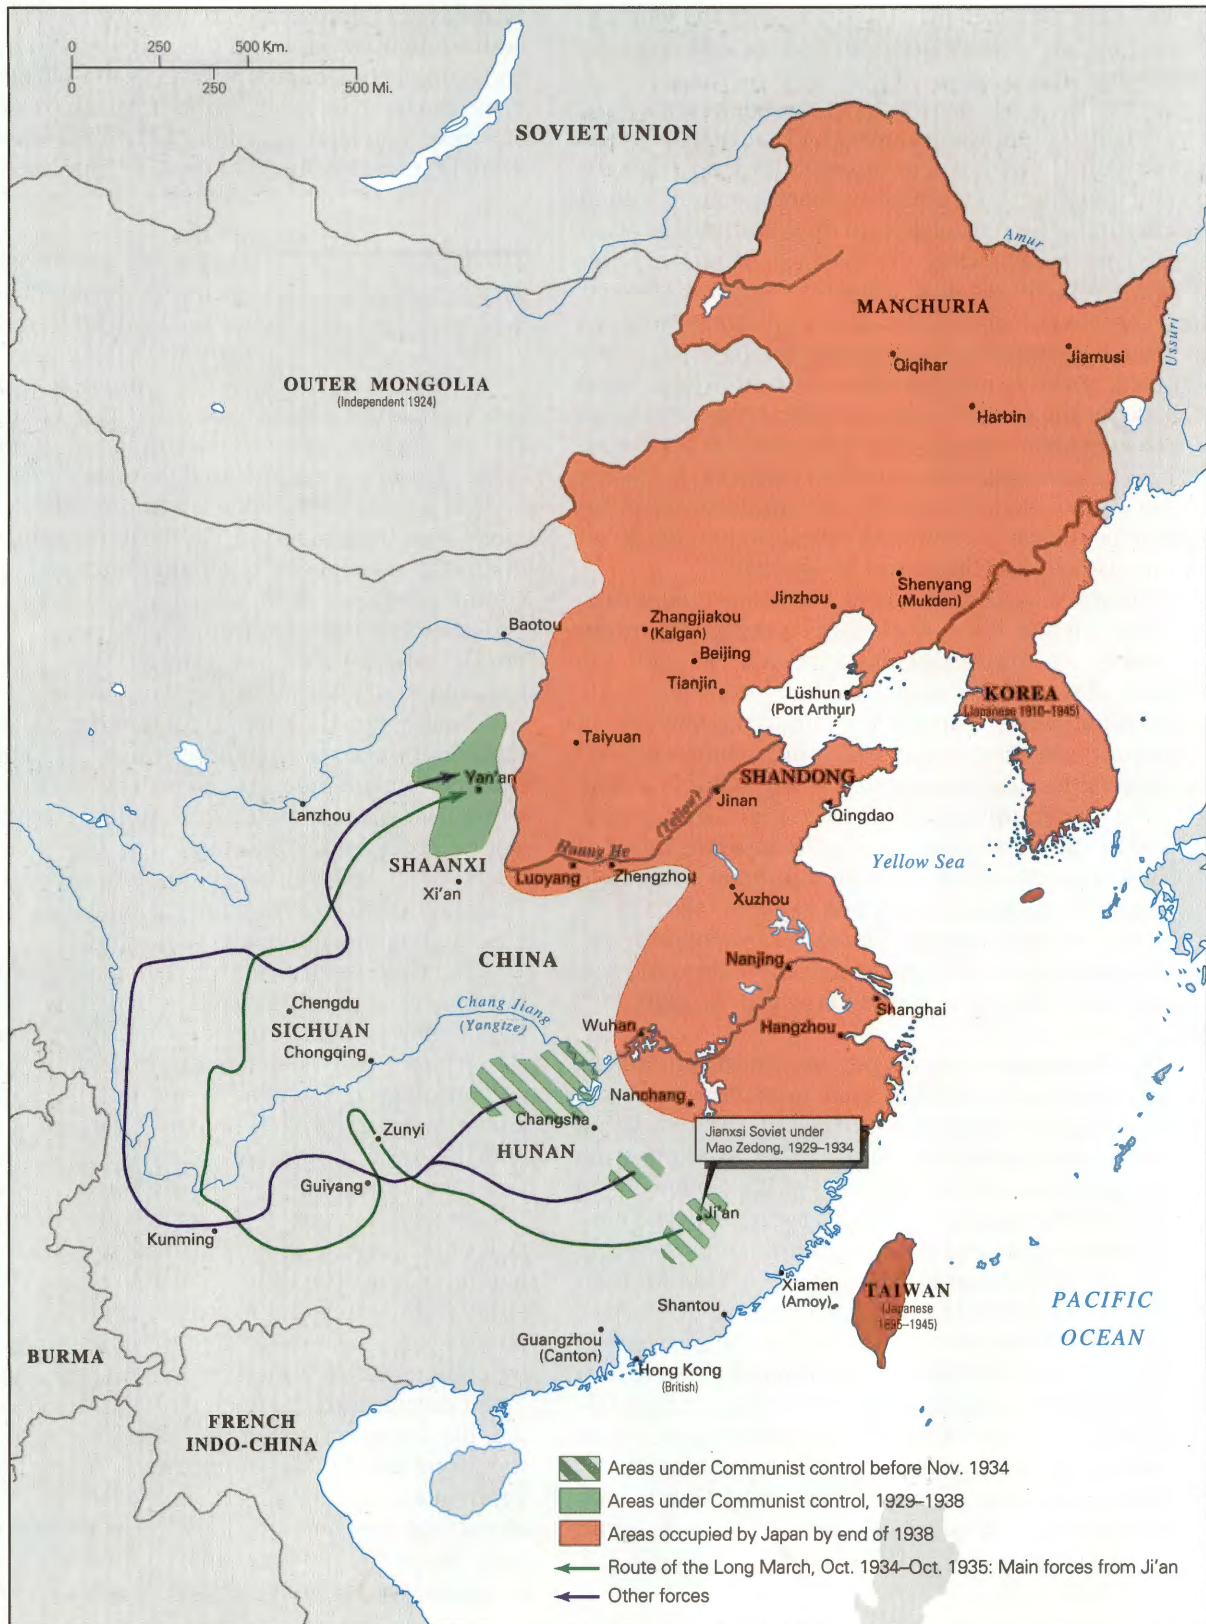 0 250 500 Km.
0 250 500 Mi.
SOVIET UNION
Amur
MANCHURIA
Ussuri
Qiqihar
Jiamusi
OUTER MONGOLIA
(Independent 1924)
Harbin
Shenyang
(Mukden)
Jinzhou
Baotou
Zhangjiakou
(Kalgan)
Beijing
Tianjin
Lüshun
(Port Arthur)
KOREA
(Japanese 1910–1945)
Taiyuan
Yan'an
SHANDONG
Jinan
Qingdao
Lanzhou
(Yellow)
Huang He
SHAANXI
Luoyang
Zhengzhou
Yellow Sea
Xi'an
Xuzhou
CHINA
Nanjing
Chengdu
Chang Jiang
(Yangtze)
Shanghai
SICHUAN
Wuhan
Hangzhou
Chongqing
Nanchang
Changsha
Zunyi
HUNAN
Jianxsi Soviet under
Mao Zedong, 1929–1934
Guiyang
Ji'an
Kunming
Xiamen
(Amoy)
TAIWAN
(Japanese
1895–1945)
PACIFIC
OCEAN
Shantou
Guangzhou
(Canton)
Hong Kong
(British)
BURMA
FRENCH
INDO-CHINA
Areas under Communist control before Nov. 1934
Areas under Communist control, 1929–1938
Areas occupied by Japan by end of 1938
Route of the Long March, Oct. 1934–Oct. 1935: Main forces from Ji'an
Other forces